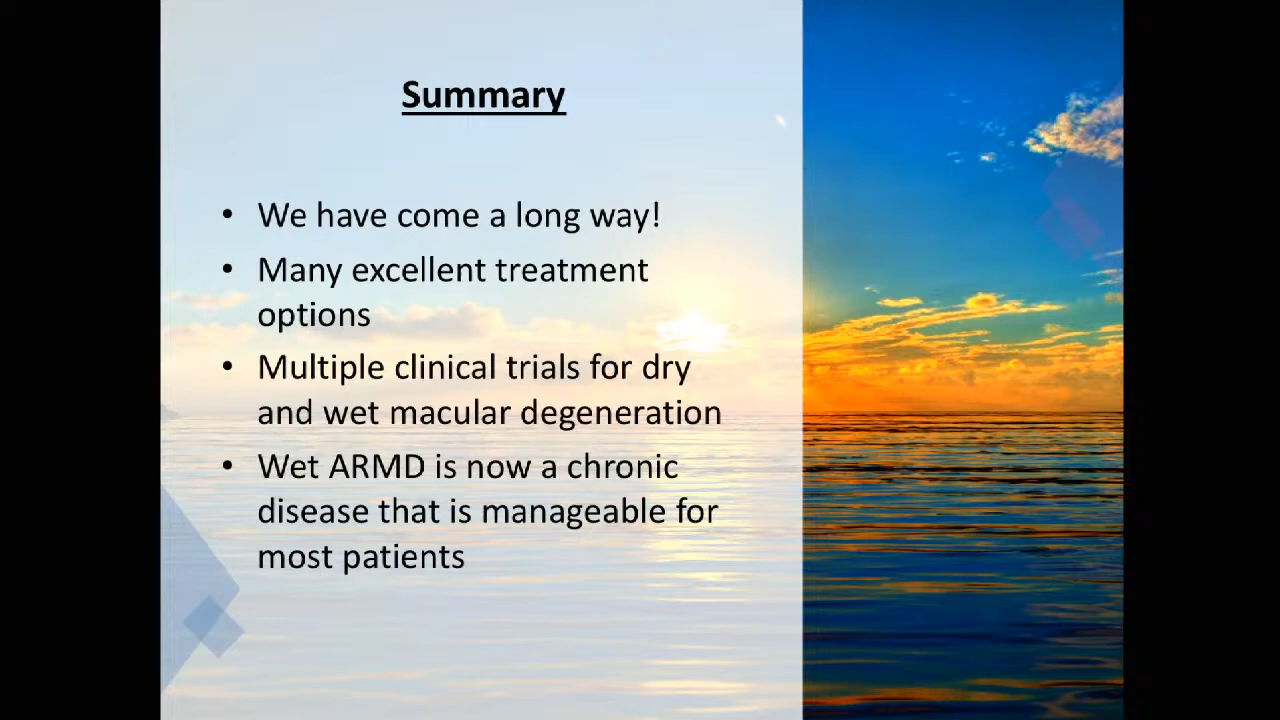 Summary
• We have come a long way!
• Many excellent treatment
options
• Multiple clinical trials for dry
and wet macular degeneration
• Wet ARMD is now a chronic
disease that is manageable for
most patients